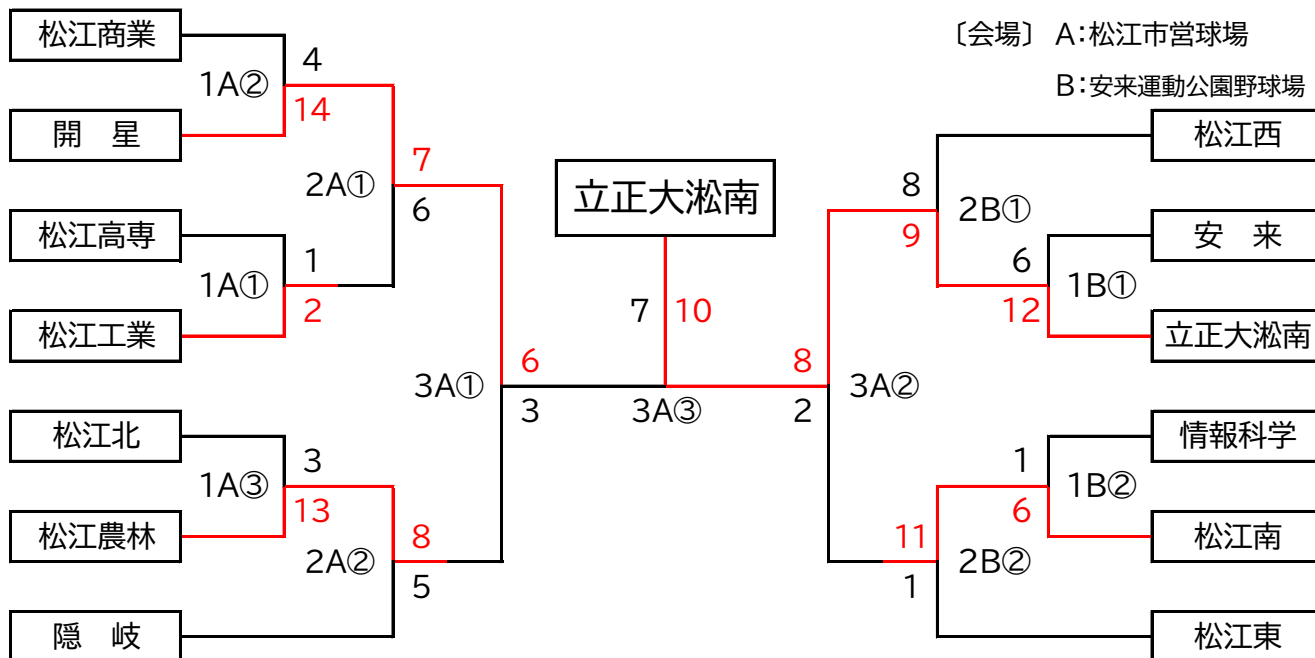 松江商業
4
1A②
14
開　星
7
2A①
6
松江高専
1
1A①
2
松江工業
6
3A①
3
松江北
3
1A③
13
松江農林
8
2A②
5
隠　岐
立正大淞南
7 10
3A③
〔会場〕 A：松江市営球場
B：安来運動公園野球場
松江西
8
2B①
9
安　来
6
1B①
12
立正大淞南
8
3A②
2
情報科学
1
1B②
6
松江南
11
2B②
1
松江東